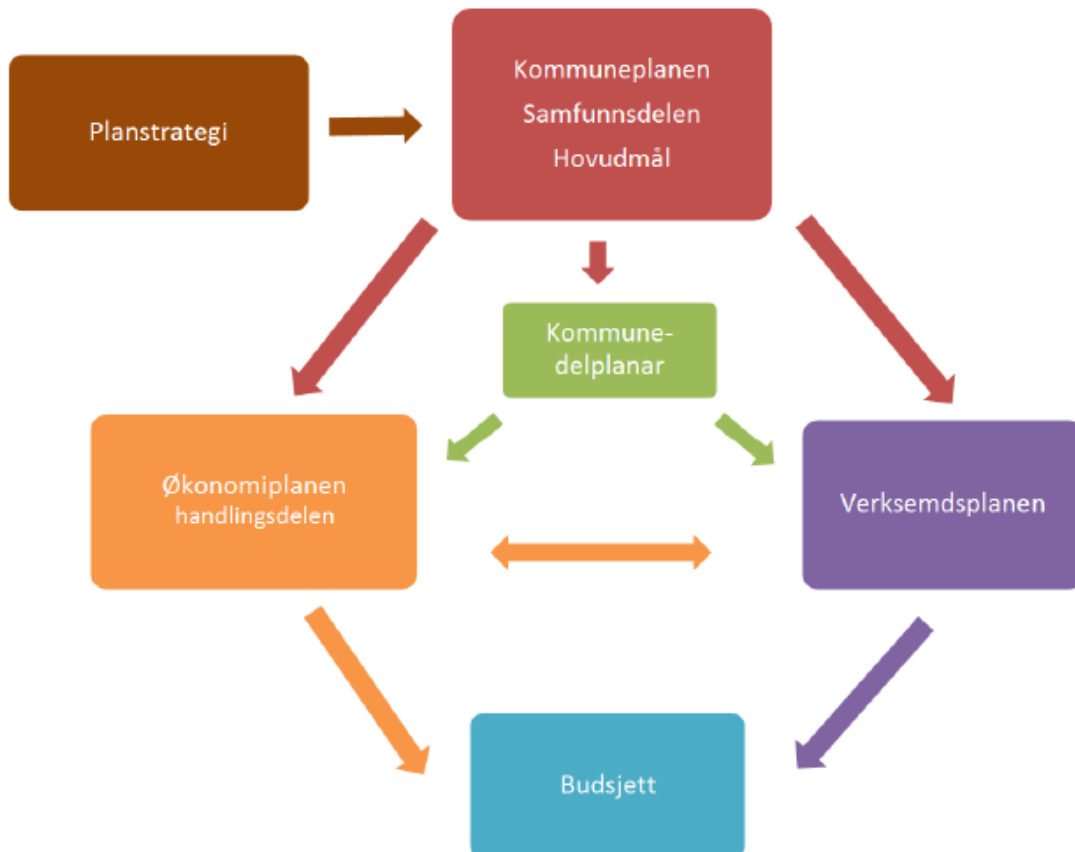 Planstrategi
Kommuneplanen
Samfunnsdelen
Hovudmål
Kommune-
delplanar
Økonomiplanen
handlingsdelen
Verksemdsplanen
Budsjett